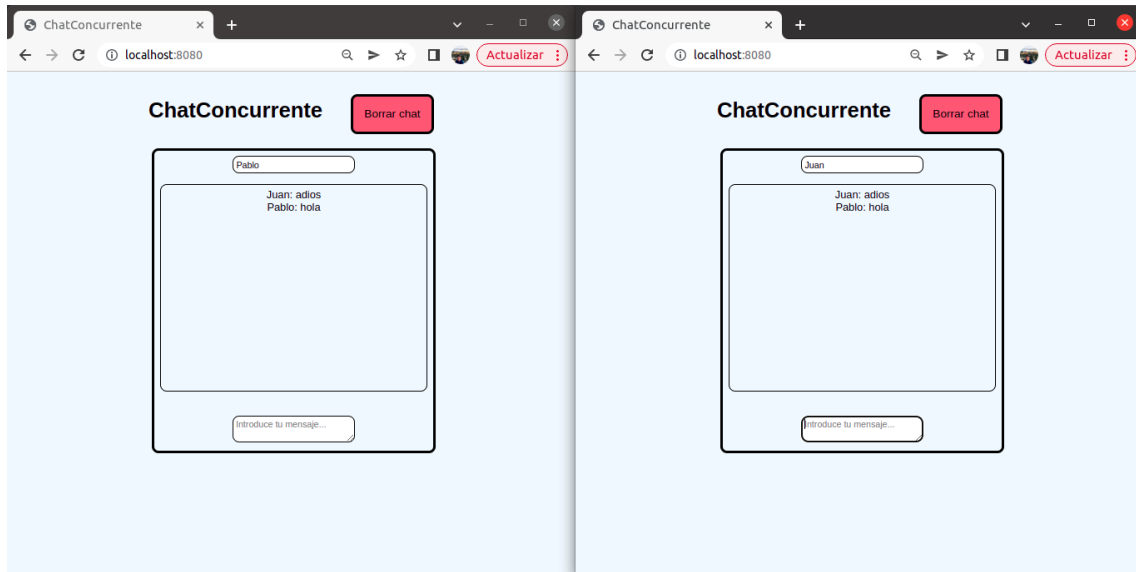 ChatConcurrente
localhost:8080
Actualizar
ChatConcurrente
Borrar chat
Pablo
Juan: adios
Pablo: hola
Introduce tu mensaje...
ChatConcurrente
localhost:8080
Actualizar
ChatConcurrente
Borrar chat
Juan
Juan: adios
Pablo: hola
Introduce tu mensaje...